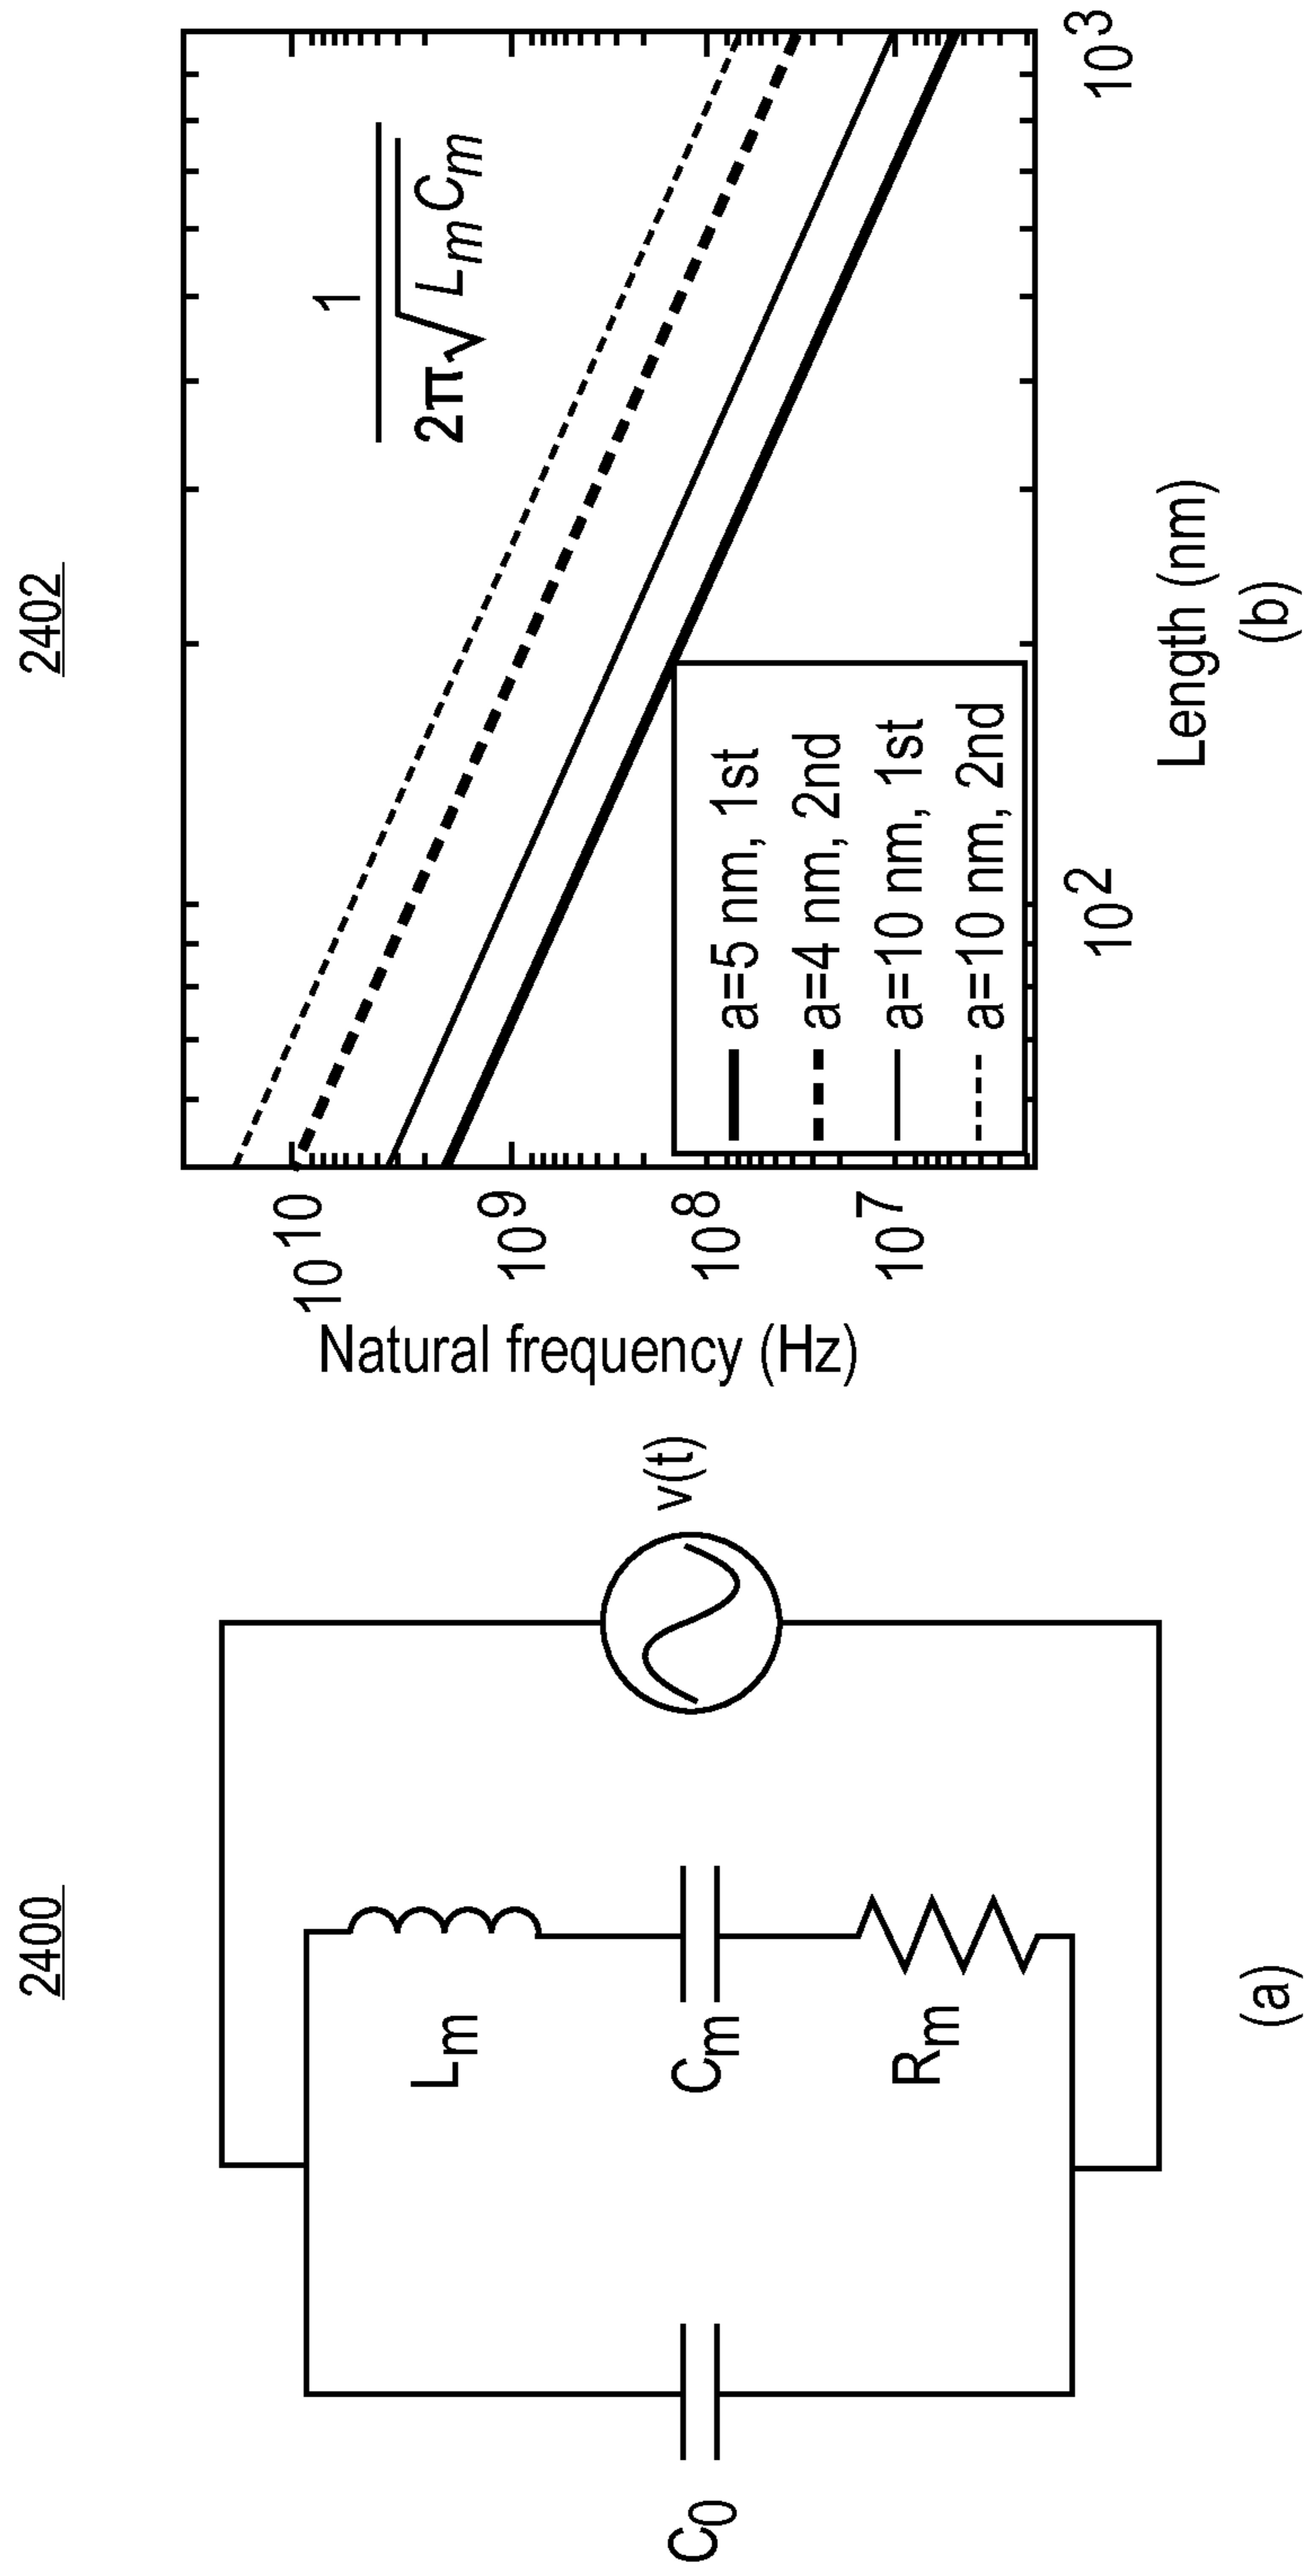 2400
C0
Lm
Cm
Rm
v(t)
(a)
2402
Natural frequency (Hz)
10^10
10^9
10^8
10^7
1
2π√LmCm
a=5 nm, 1st
a=4 nm, 2nd
a=10 nm, 1st
a=10 nm, 2nd
10^2
10^3
Length (nm)
(b)